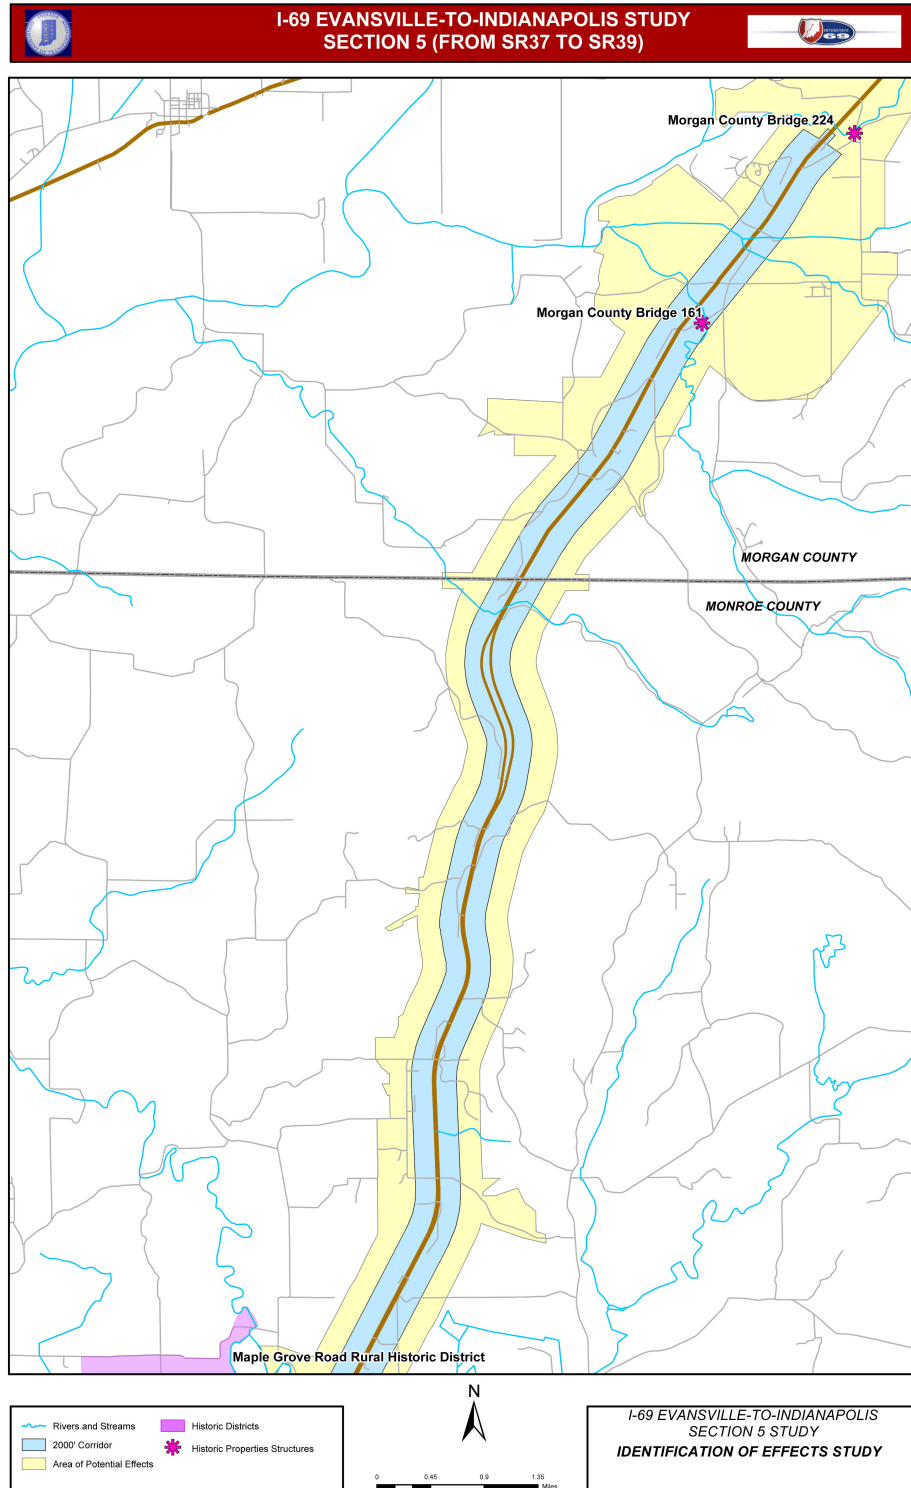 I-69 EVANSVILLE-TO-INDIANAPOLIS STUDY
SECTION 5 (FROM SR37 TO SR39)
INTERSTATE
69
Morgan County Bridge 224
Morgan County Bridge 161
MORGAN COUNTY
MONROE COUNTY
Maple Grove Road Rural Historic District
Rivers and Streams
2000' Corridor
Area of Potential Effects
Historic Districts
Historic Properties Structures
N
0 0.45 0.9 1.35
Miles
I-69 EVANSVILLE-TO-INDIANAPOLIS
SECTION 5 STUDY
IDENTIFICATION OF EFFECTS STUDY